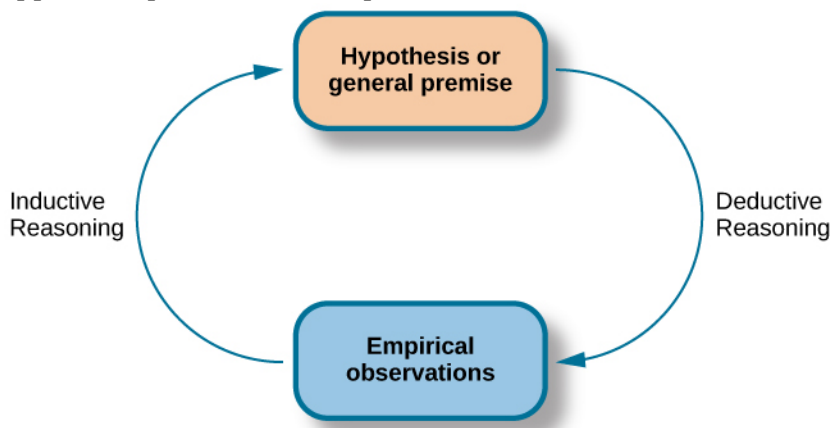 Hypothesis or
general premise
Inductive
Reasoning
Deductive
Reasoning
Empirical
observations